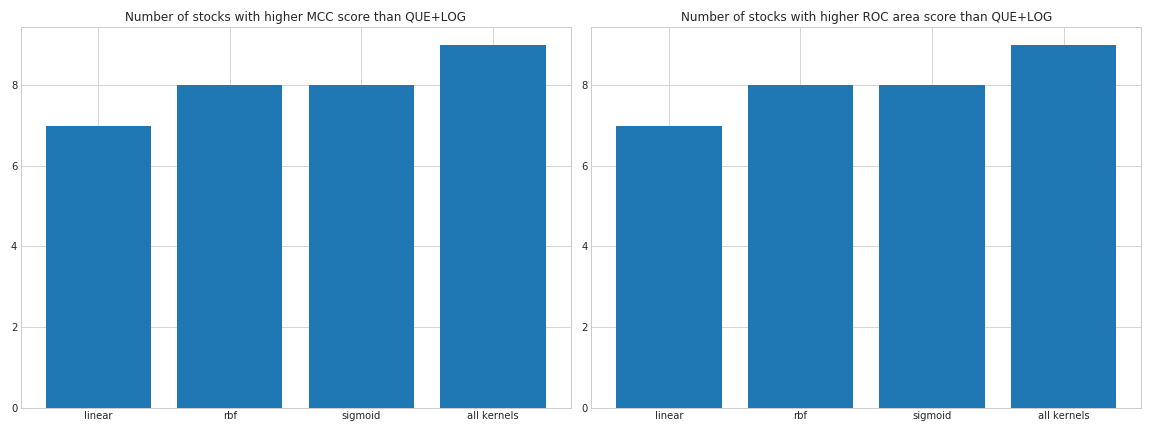 Number of stocks with higher MCC score than QUE+LOG
8
6
4
2
0
linear rbf sigmoid all kernels
Number of stocks with higher ROC area score than QUE+LOG
8
6
4
2
0
linear rbf sigmoid all kernels